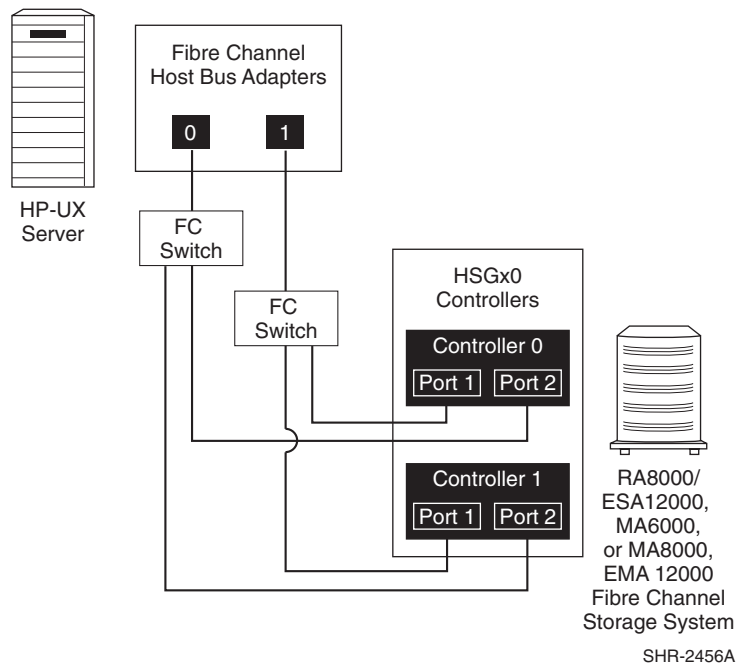 Fibre Channel
Host Bus Adapters
0
1
HP-UX
Server
FC
Switch
FC
Switch
HSGx0
Controllers
Controller 0
Port 1
Port 2
Controller 1
Port 1
Port 2
RA8000/
ESA12000,
MA6000,
or MA8000,
EMA 12000
Fibre Channel
Storage System
SHR-2456A